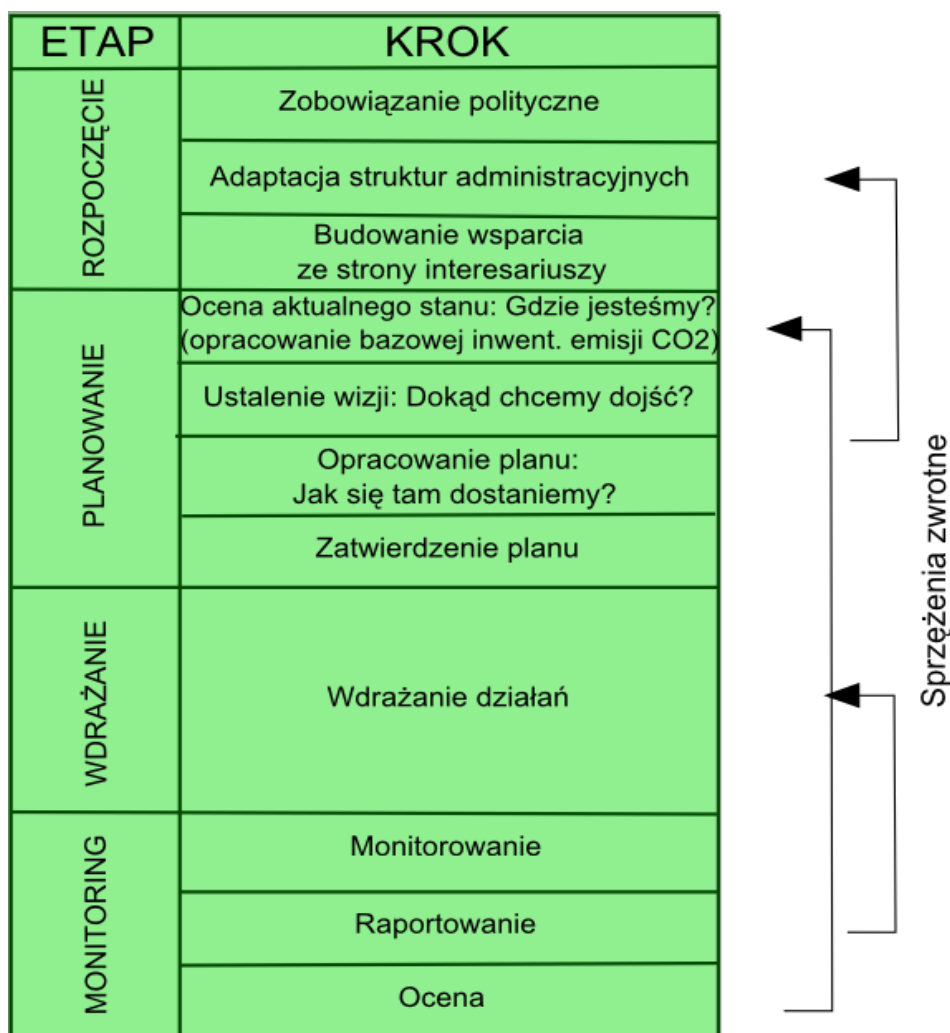 ETAP KROK
ROZPOCZĘCIE
Zobowiązanie polityczne
Adaptacja struktur administracyjnych
Budowanie wsparcia
ze strony interesariuszy
PLANOWANIE
Ocena aktualnego stanu: Gdzie jesteśmy?
(opracowanie bazowej inwent. emisji CO2)
Ustalenie wizji: Dokąd chcemy dojść?
Opracowanie planu:
Jak się tam dostaniemy?
Zatwierdzenie planu
WDRAŻANIE
Wdrażanie działań
MONITORING
Monitorowanie
Raportowanie
Ocena
Sprzężenia zwrotne